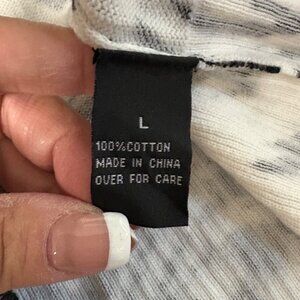 L
100%COTTON
MADE IN CHINA
OVER FOR CARE